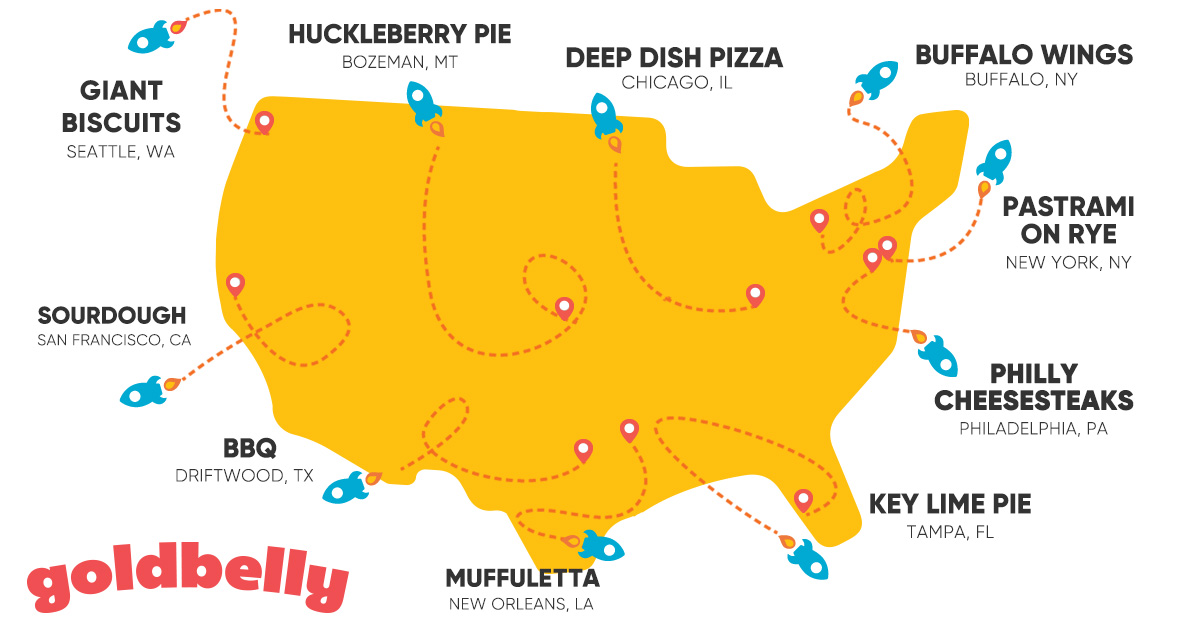 HUCKLEBERRY PIE
BOZEMAN, MT
DEEP DISH PIZZA
CHICAGO, IL
BUFFALO WINGS
BUFFALO, NY
GIANT
BISCUITS
SEATTLE, WA
PASTRAMI
ON RYE
NEW YORK, NY
SOURDOUGH
SAN FRANCISCO, CA
PHILLY
CHEESESTEAKS
PHILADELPHIA, PA
BBQ
DRIFTWOOD, TX
KEY LIME PIE
TAMPA, FL
MUFFULETTA
NEW ORLEANS, LA
goldbelly